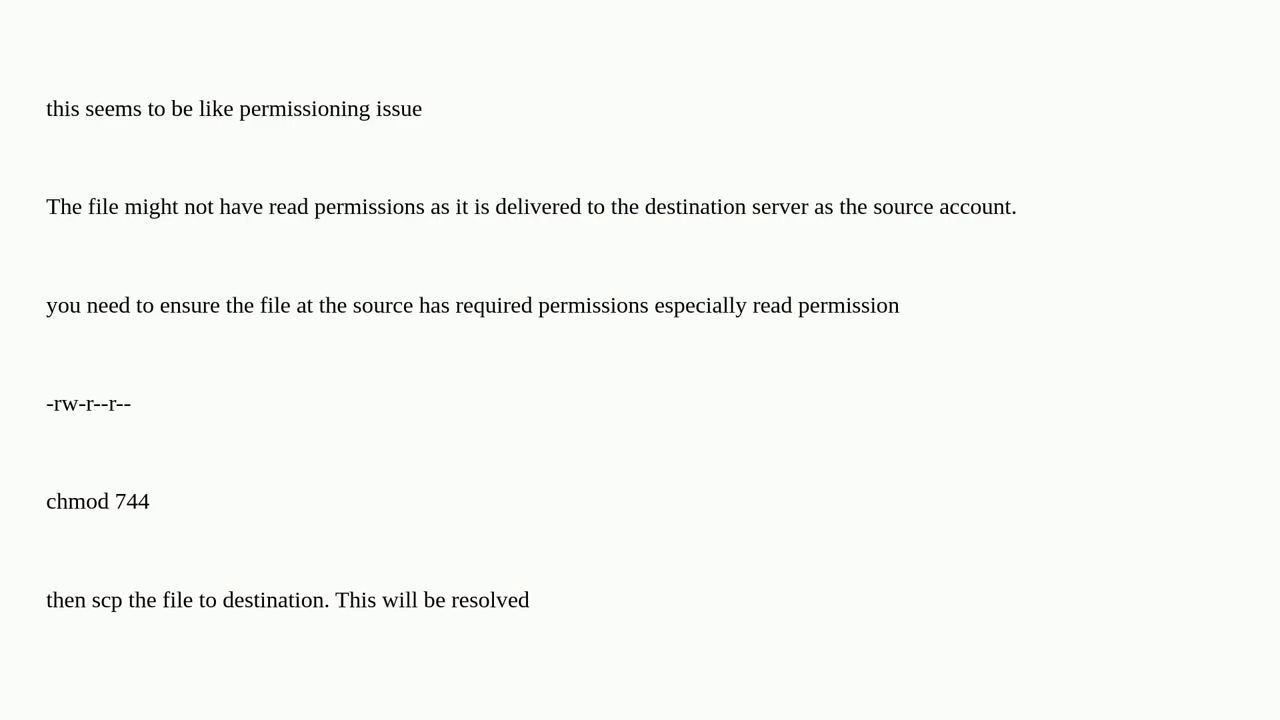 this seems to be like permissioning issue
The file might not have read permissions as it is delivered to the destination server as the source account.
you need to ensure the file at the source has required permissions especially read permission
-rw-r--r--
chmod 744
then scp the file to destination. This will be resolved